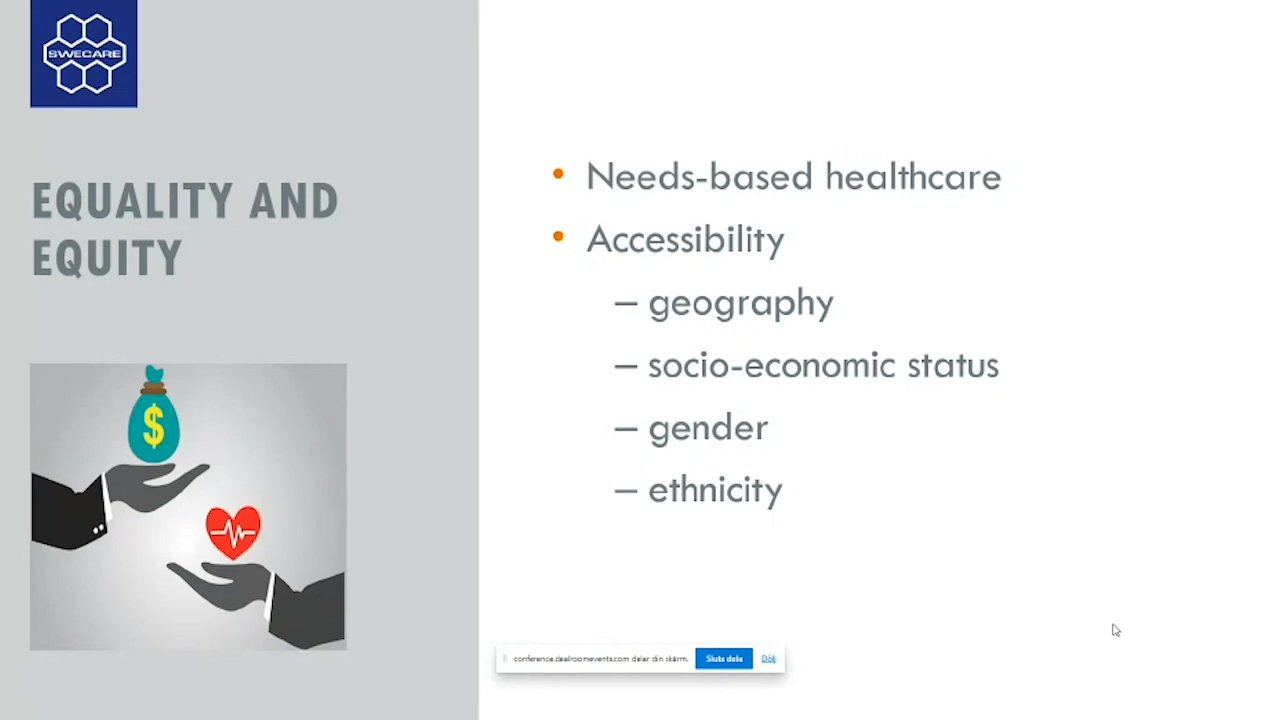 SWECARE
EQUALITY AND
EQUITY
$
• Needs-based healthcare
• Accessibility
– geography
– socio-economic status
– gender
– ethnicity
conference.dealroomevents.com delar din skärm.
Sluta dela
Dölj